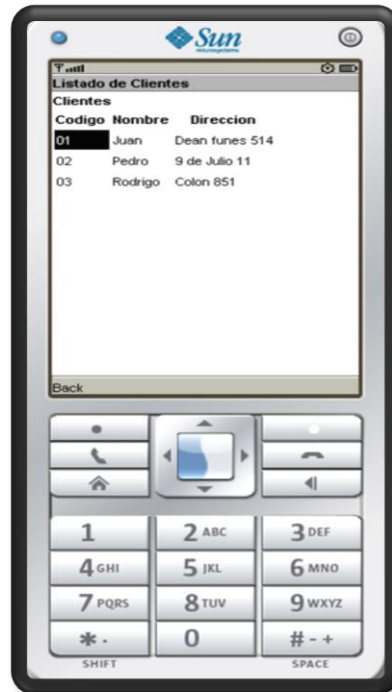 Sun
microsystems
Listado de Clientes
Clientes
Codigo Nombre Direccion
01 Juan Dean funes 514
02 Pedro 9 de Julio 11
03 Rodrigo Colon 851
Back
1 2 ABC 3 DEF
4 GHI 5 JKL 6 MNO
7 PQRS 8 TUV 9 WXYZ
* . 0 # - +
SHIFT SPACE